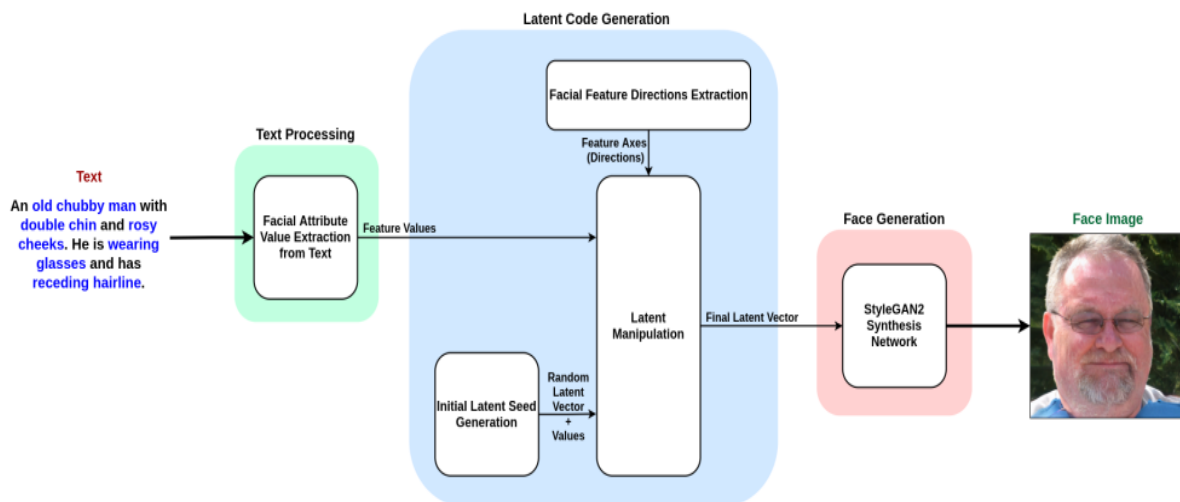 Latent Code Generation
Facial Feature Directions Extraction
Text Processing
Feature Axes
(Directions)
Text
An old chubby man with
double chin and rosy
cheeks. He is wearing
glasses and has
receding hairline.
Facial Attribute
Value Extraction
from Text
Feature Values
Face Generation
Face Image
Latent
Manipulation
Final Latent Vector
StyleGAN2
Synthesis
Network
Initial Latent Seed
Generation
Random
Latent
Vector
+
Values